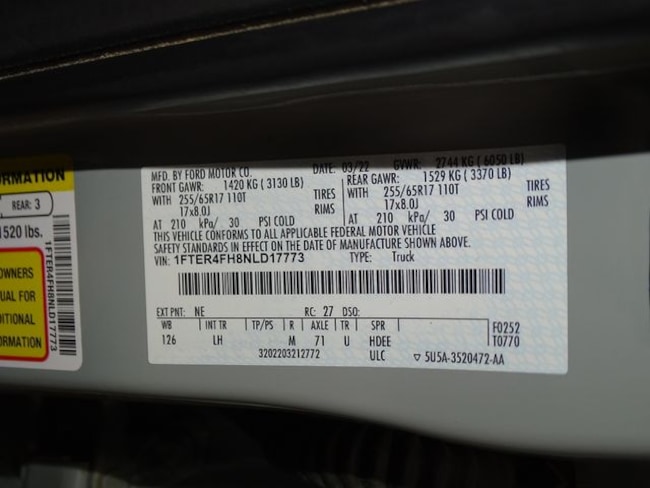 RMATION
REAR: 3
1520 lbs.
OWNERS
UAL FOR
DITIONAL
ORMATION
1FTER4FH8NLD17773
MFD. BY FORD MOTOR CO. DATE: 03/22 GVWR: 2744 KG ( 6050 LB)
FRONT GAWR: 1420 KG ( 3130 LB) REAR GAWR: 1529 KG ( 3370 LB)
WITH 255/65R17 110T TIRES WITH 255/65R17 110T TIRES
17x8.0J RIMS 17x8.0J RIMS
AT 210 kPa/ 30 PSI COLD AT 210 kPa/ 30 PSI COLD
THIS VEHICLE CONFORMS TO ALL APPLICABLE FEDERAL MOTOR VEHICLE
SAFETY STANDARDS IN EFFECT ON THE DATE OF MANUFACTURE SHOWN ABOVE.
VIN: 1FTER4FH8NLD17773 TYPE: Truck
EXT PNT: NE RC: 27 DSO:
WB INT TR TP/PS R AXLE TR SPR F0252
126 LH M 71 U HDEE T0770
3202203212772 ULC ▽ 5U5A-3520472-AA